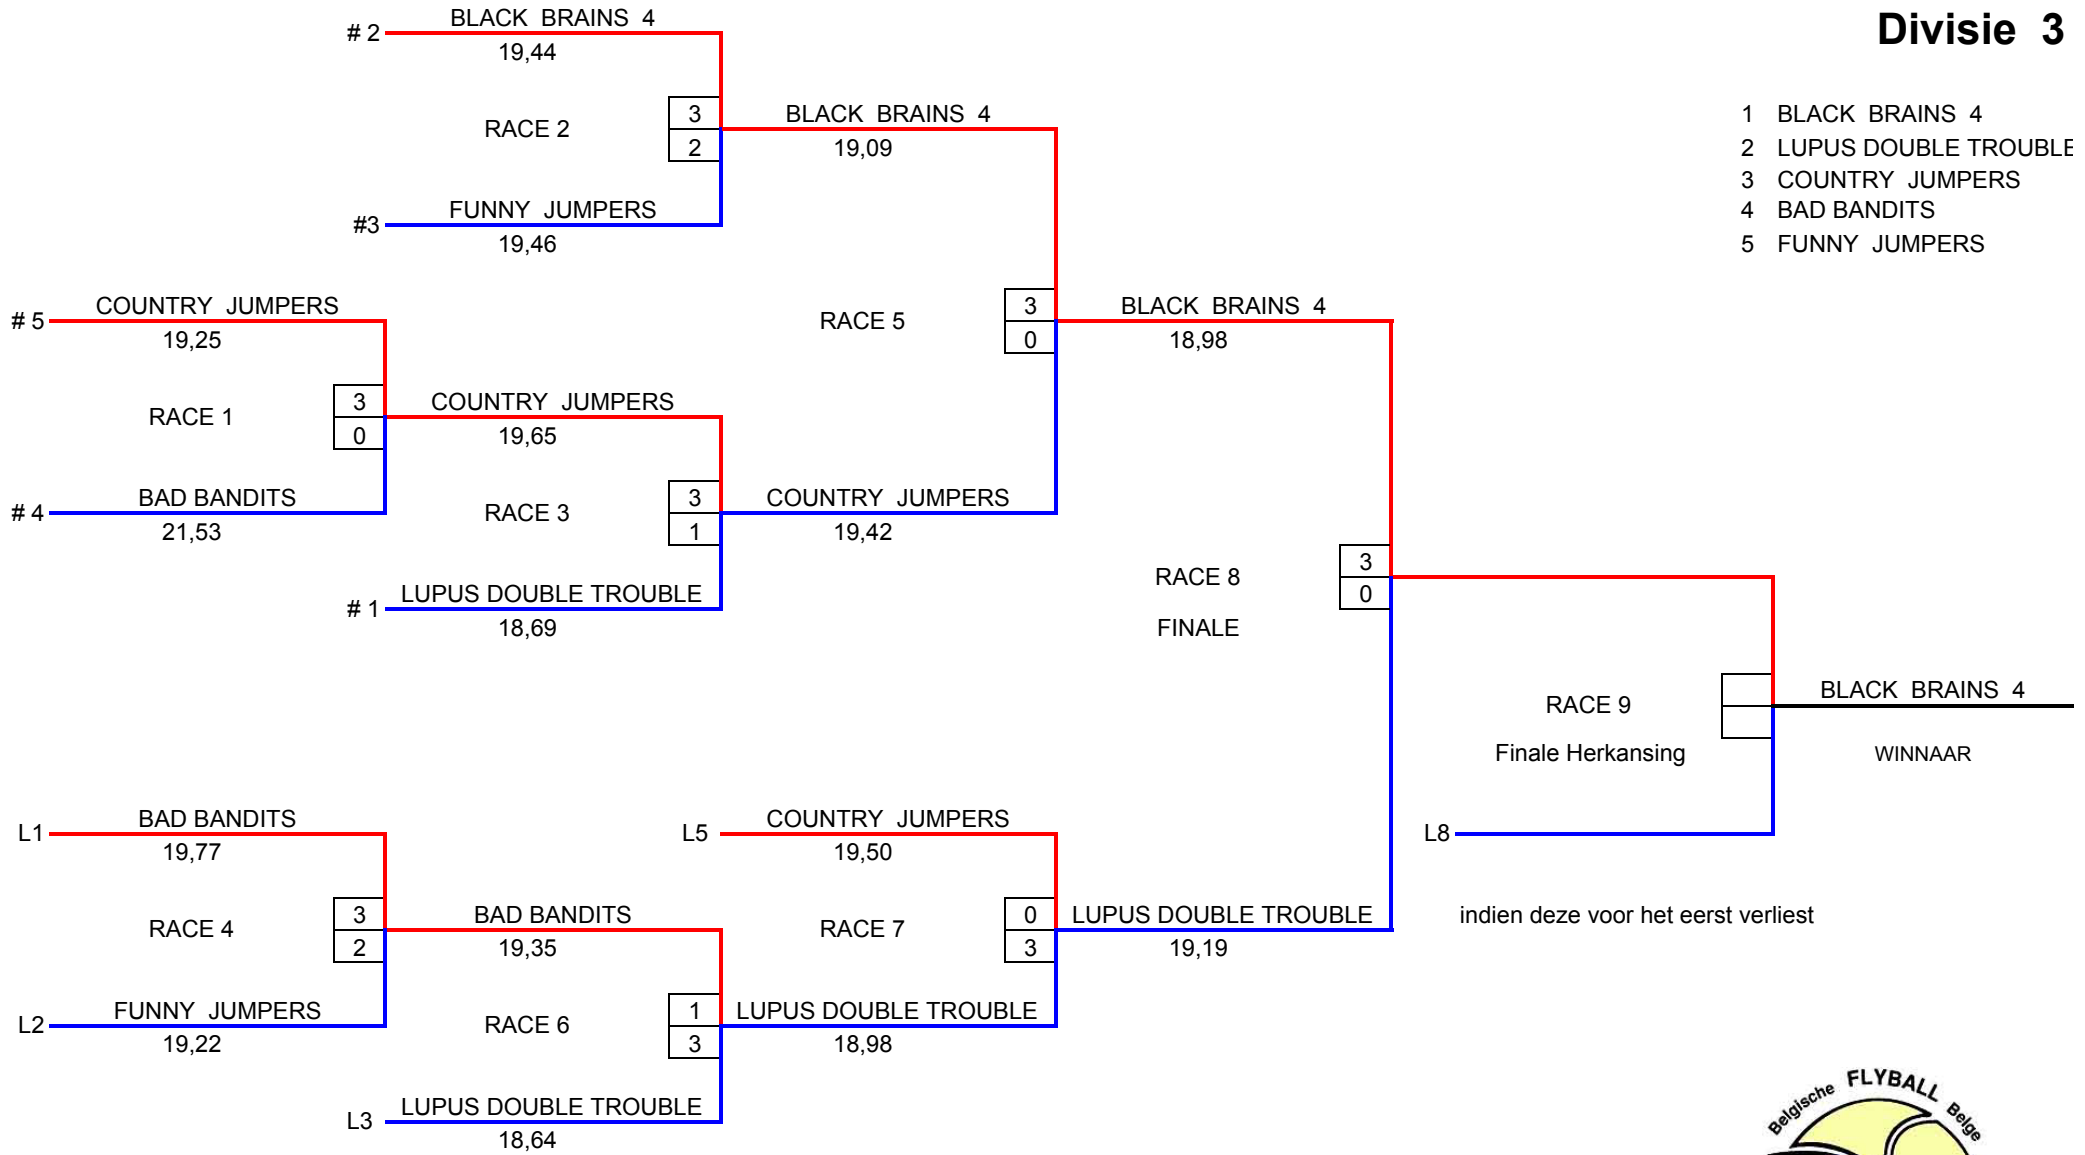 Divisie 3
# 2 BLACK BRAINS 4
19,44
RACE 2 3
2
#3 FUNNY JUMPERS
19,46
BLACK BRAINS 4
19,09
1 BLACK BRAINS 4
2 LUPUS DOUBLE TROUBLE
3 COUNTRY JUMPERS
4 BAD BANDITS
5 FUNNY JUMPERS
# 5 COUNTRY JUMPERS
19,25
RACE 1 3
0
# 4 BAD BANDITS
21,53
COUNTRY JUMPERS
19,65
RACE 3 3
1
# 1 LUPUS DOUBLE TROUBLE
18,69
RACE 5 3
0
COUNTRY JUMPERS
19,42
BLACK BRAINS 4
18,98
RACE 8 3
0
FINALE
RACE 9
Finale Herkansing
BLACK BRAINS 4
WINNAAR
L8
indien deze voor het eerst verliest
L1 BAD BANDITS
19,77
RACE 4 3
2
L2 FUNNY JUMPERS
19,22
BAD BANDITS
19,35
RACE 6 1
3
L3 LUPUS DOUBLE TROUBLE
18,64
L5 COUNTRY JUMPERS
19,50
RACE 7 0
3
LUPUS DOUBLE TROUBLE
18,98
LUPUS DOUBLE TROUBLE
19,19
Belgische FLYBALL Belge